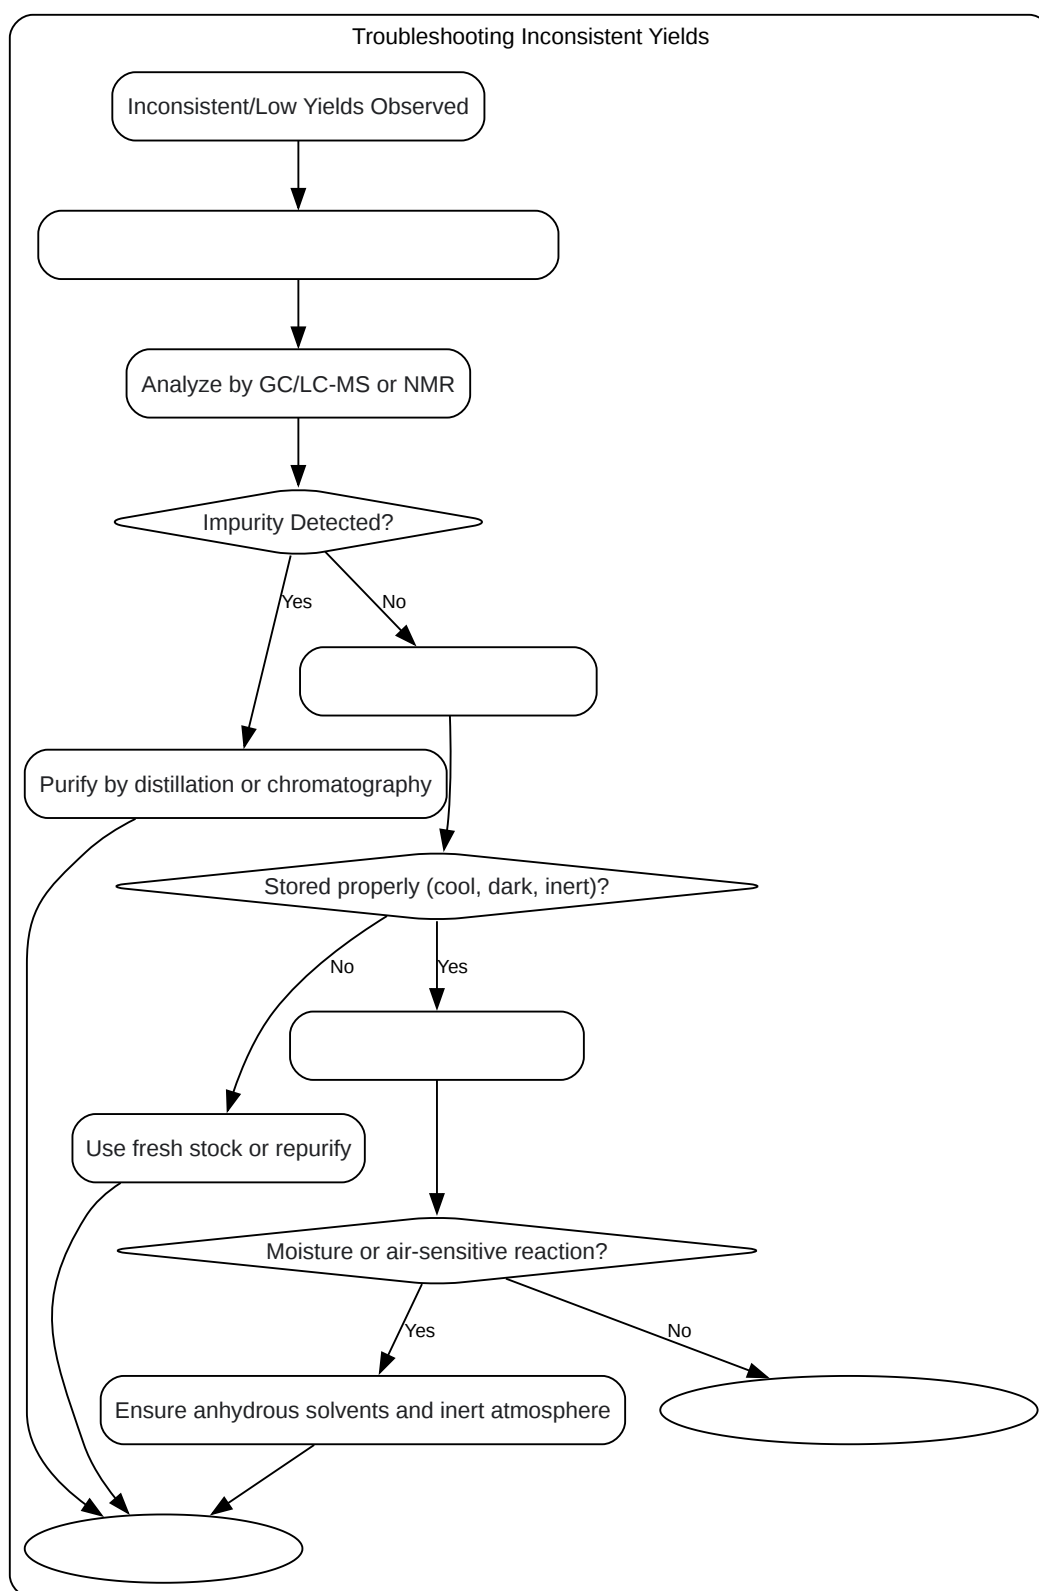 Troubleshooting Inconsistent Yields
Inconsistent/Low Yields Observed
Analyze by GC/LC-MS or NMR
Impurity Detected?
Yes
No
Purify by distillation or chromatography
Stored properly (cool, dark, inert)?
No
Yes
Use fresh stock or repurify
Moisture or air-sensitive reaction?
Yes
No
Ensure anhydrous solvents and inert atmosphere